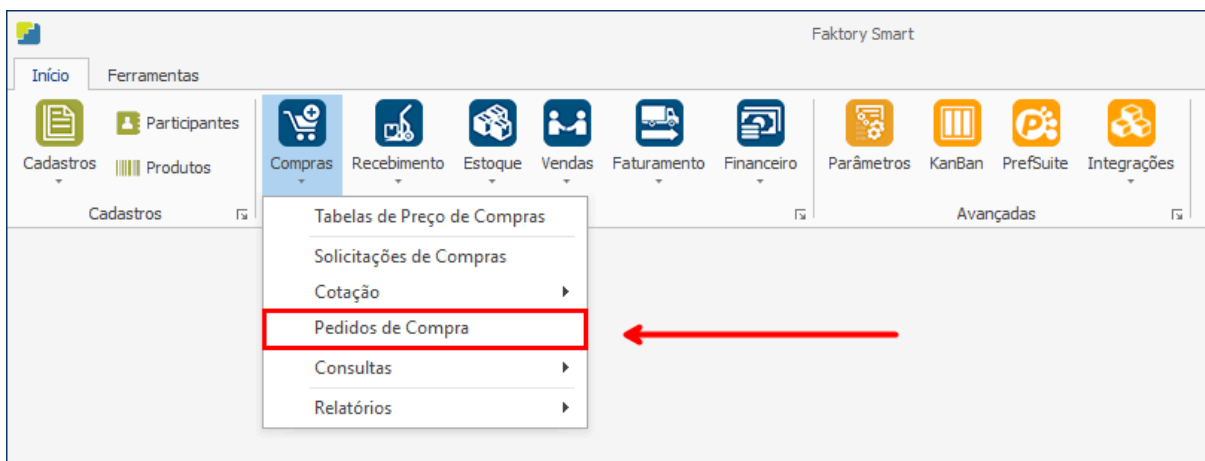 Faktory Smart
Início Ferramentas
Participantes
Produtos
Cadastros Compras Recebimento Estoque Vendas Faturamento Financeiro Parâmetros KanBan PrefSuite Integrações
Cadastros Avançadas
Tabelas de Preço de Compras
Solicitações de Compras
Cotação
Pedidos de Compra
Consultas
Relatórios